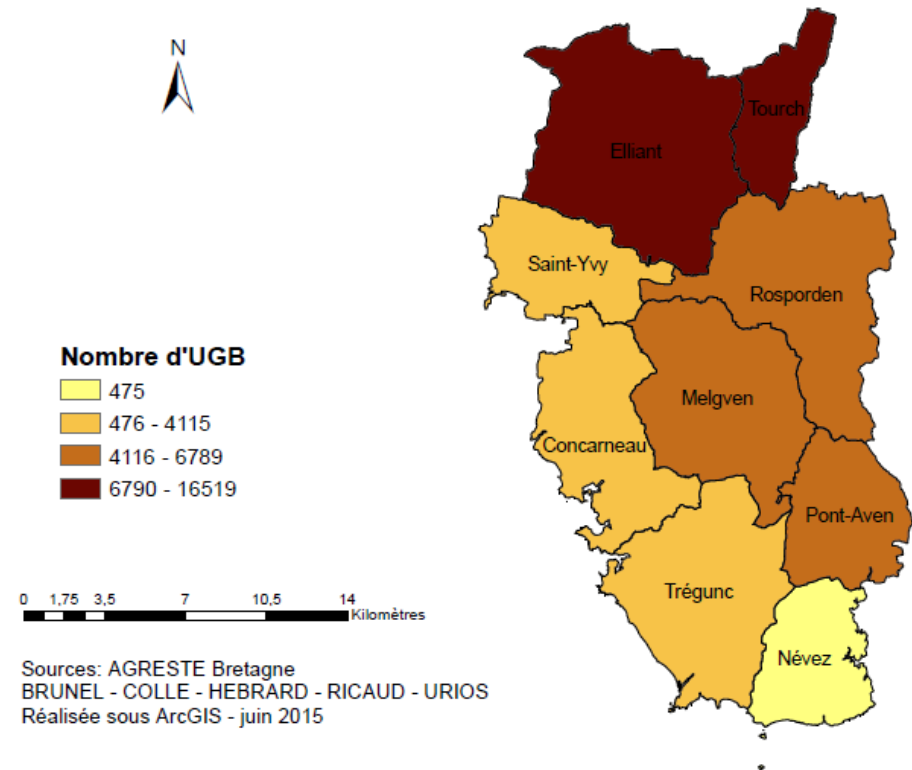 N
Tourch
Elliant
Saint-Yvy
Rosporden
Nombre d'UGB
475
476 - 4115
4116 - 6789
6790 - 16519
Melgven
Concarneau
Pont-Aven
Trégunc
Névez
0 1,75 3,5 7 10,5 14
Kilomètres
Sources: AGRESTE Bretagne
BRUNEL - COLLE - HEBRARD - RICAUD - URIOS
Réalisée sous ArcGIS - juin 2015